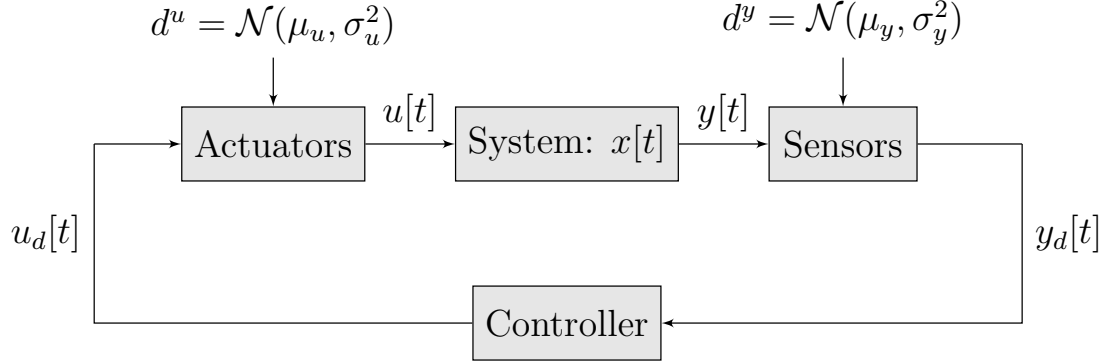 d^u = 𝒩(μ_u, σ_u^2)
d^y = 𝒩(μ_y, σ_y^2)
Actuators
u[t]
System: x[t]
y[t]
Sensors
u_d[t]
y_d[t]
Controller